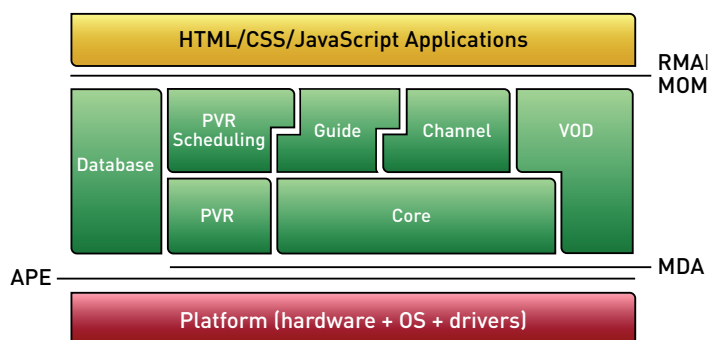 HTML/CSS/JavaScript Applications
MOM
PVR
Scheduling
Guide
Channel
VOD
Database
PVR
Core
MDA
APE
Platform (hardware + OS + drivers)